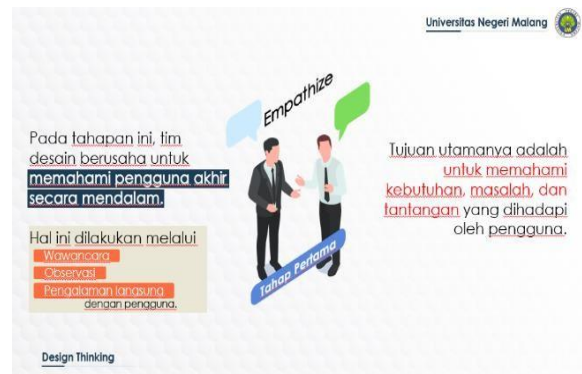 Universitas Negeri Malang
Empathize
Pada tahapan ini, tim
desain berusaha untuk
memahami pengguna akhir
secara mendalam.
Hal ini dilakukan melalui
Wawancara
Observasi
Pengalaman langsung
dengan pengguna.
Tahap Pertama
Tujuan utamanya adalah
untuk memahami
kebutuhan, masalah, dan
tantangan yang dihadapi
oleh pengguna.
Design Thinking